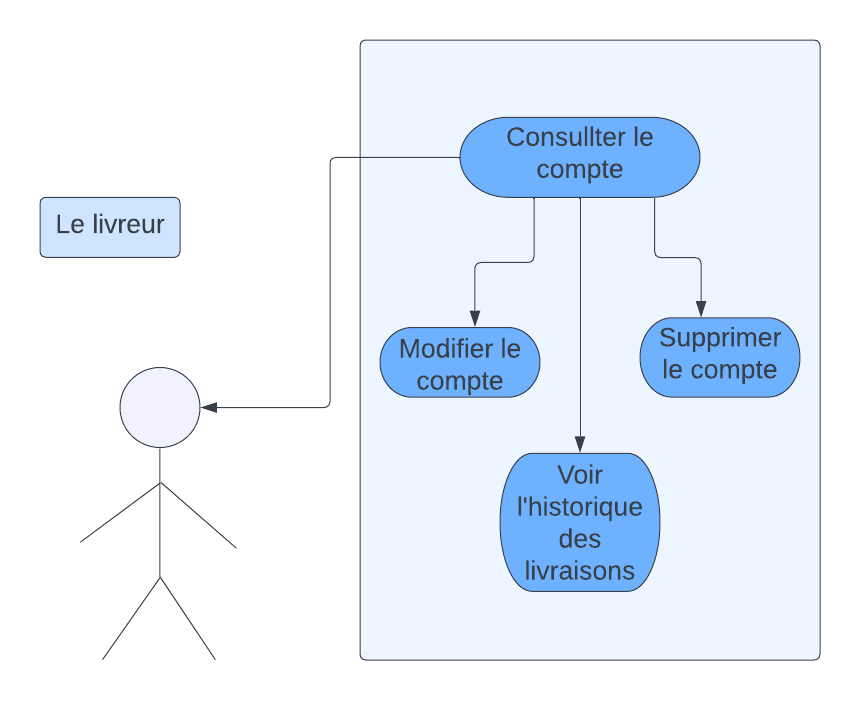 Consullter le
compte
Le livreur
Modifier le
compte
Supprimer
le compte
Voir
l'historique
des
livraisons